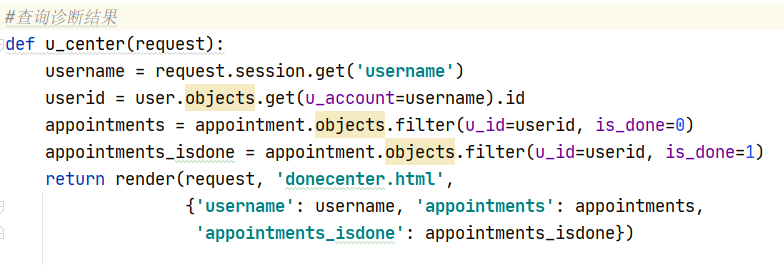 #查询诊断结果
def u_center(request):
    username = request.session.get('username')
    userid = user.objects.get(u_account=username).id
    appointments = appointment.objects.filter(u_id=userid, is_done=0)
    appointments_isdone = appointment.objects.filter(u_id=userid, is_done=1)
    return render(request, 'donecenter.html',
                  {'username': username, 'appointments': appointments,
                   'appointments_isdone': appointments_isdone})